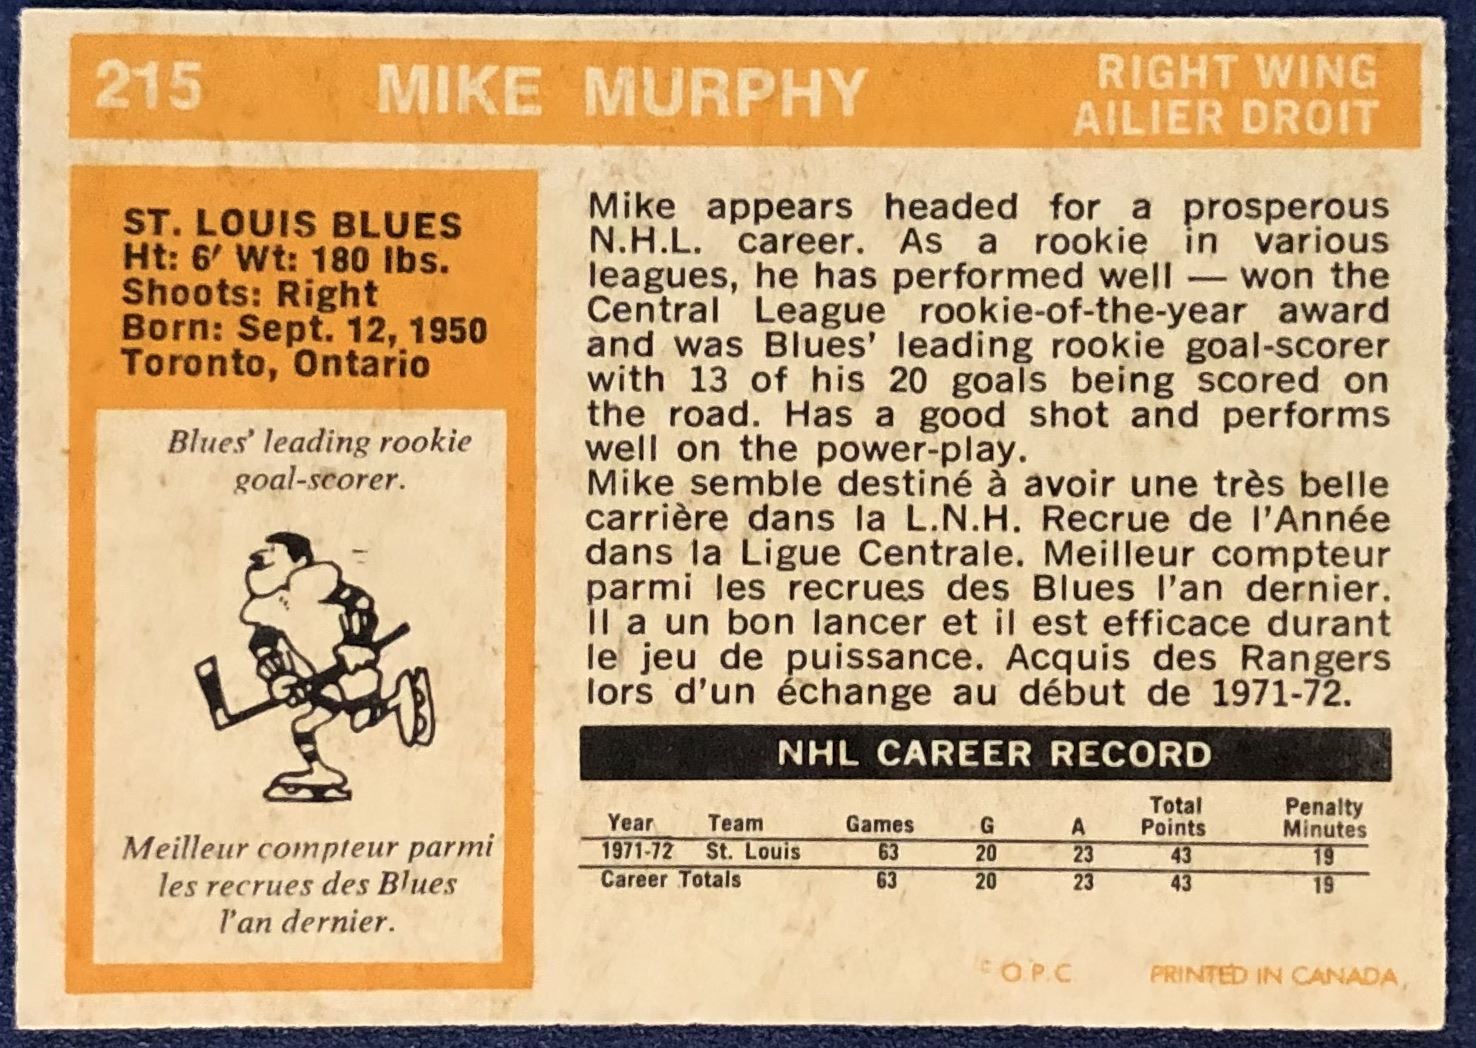 215 MIKE MURPHY RIGHT WING
AILIER DROIT
ST. LOUIS BLUES
Ht: 6' Wt: 180 lbs.
Shoots: Right
Born: Sept. 12, 1950
Toronto, Ontario
Blues' leading rookie
goal-scorer.
Meilleur compteur parmi
les recrues des Blues
l'an dernier.
Mike appears headed for a prosperous
N.H.L. career. As a rookie in various
leagues, he has performed well — won the
Central League rookie-of-the-year award
and was Blues' leading rookie goal-scorer
with 13 of his 20 goals being scored on
the road. Has a good shot and performs
well on the power-play.
Mike semble destiné à avoir une très belle
carrière dans la L.N.H. Recrue de l'Année
dans la Ligue Centrale. Meilleur compteur
parmi les recrues des Blues l'an dernier.
Il a un bon lancer et il est efficace durant
le jeu de puissance. Acquis des Rangers
lors d'un échange au début de 1971-72.
NHL CAREER RECORD
Year Team Games G A Total Points Penalty Minutes
1971-72 St. Louis 63 20 23 43 19
Career Totals 63 20 23 43 19
© O.P.C PRINTED IN CANADA